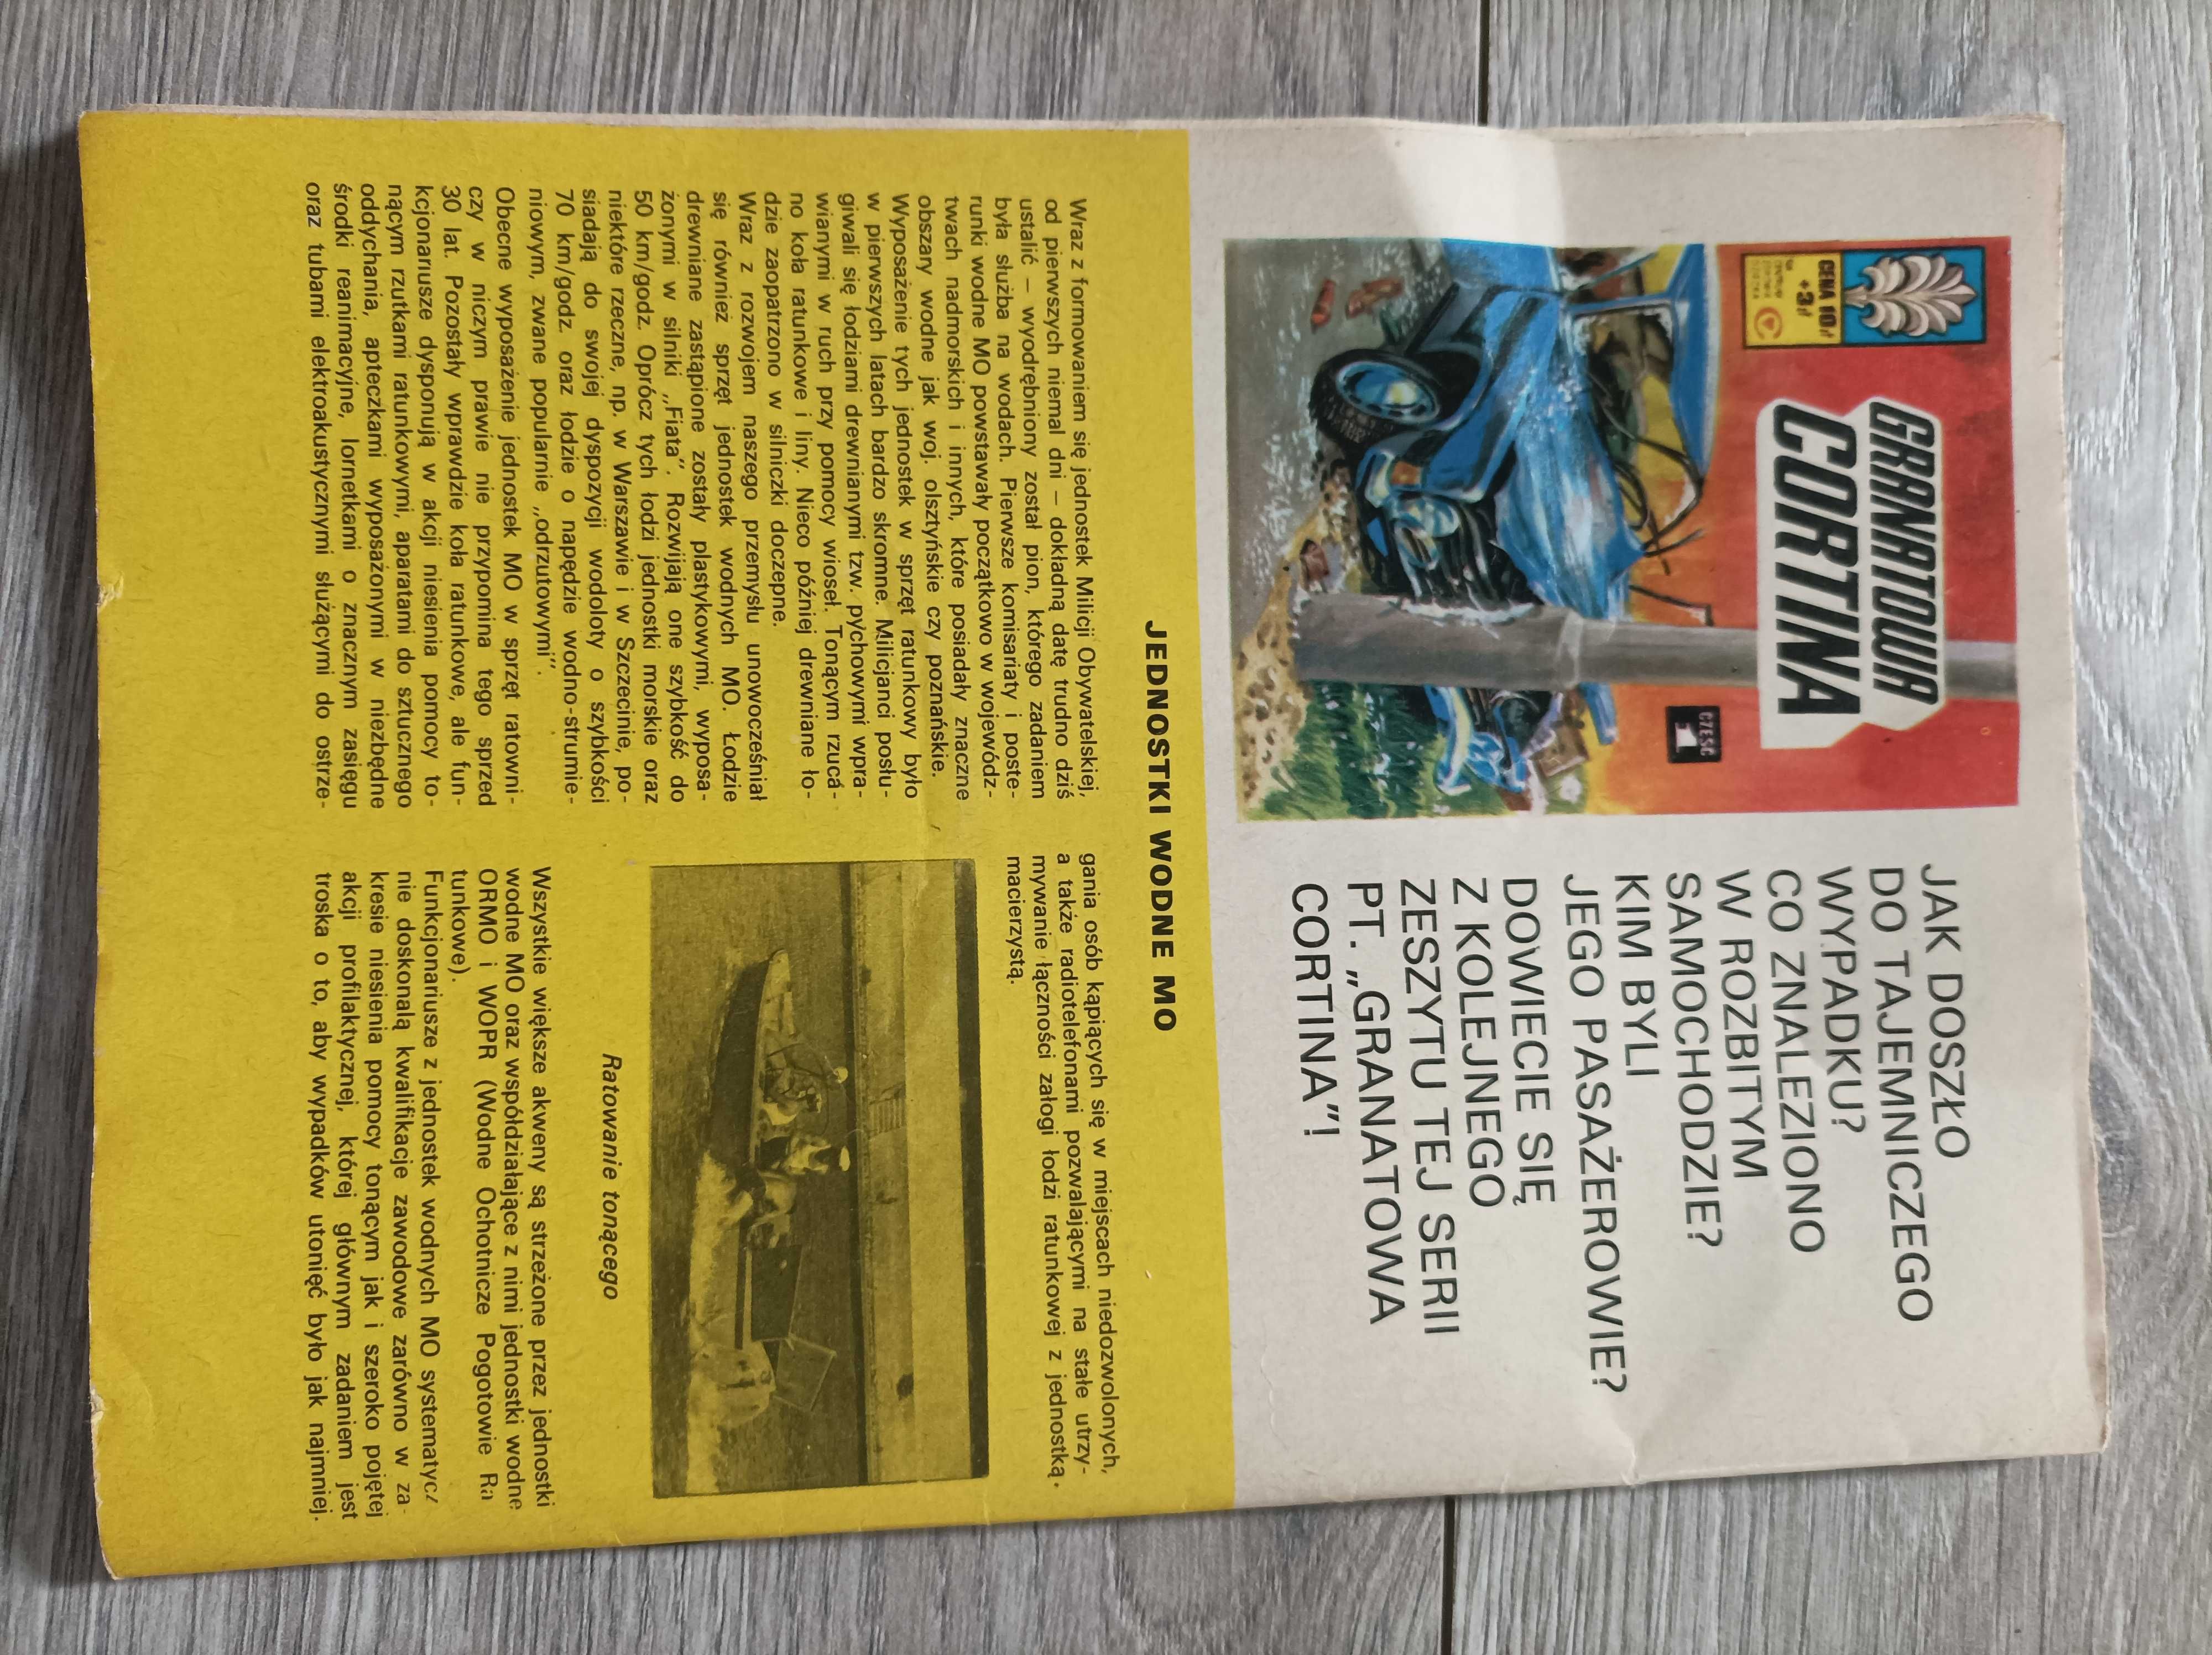 CENA 10zł
+3zł
GRANATOWA
CORTINA
CZĘŚĆ
1
JAK DOSZŁO
DO TAJEMNICZEGO
WYPADKU?
CO ZNALEZIONO
W ROZBITYM
SAMOCHODZIE?
KIM BYLI
JEGO PASAŻEROWIE?
DOWIECIE SIĘ
Z KOLEJNEGO
ZESZYTU TEJ SERII
PT. „GRANATOWA
CORTINA”!
JEDNOSTKI WODNE MO
Wraz z formowaniem się jednostek Milicji Obywatelskiej,
od pierwszych niemal dni – dokładną datę trudno dziś
ustalić – wyodrębniony został pion, którego zadaniem
była służba na wodach. Pierwsze komisariaty i poste-
runki wodne MO powstawały początkowo w wojewódz-
twach nadmorskich i innych, które posiadały znaczne
obszary wodne jak woj. olsztyńskie czy poznańskie.
Wyposażenie tych jednostek w sprzęt ratunkowy było
w pierwszych latach bardzo skromne. Milicjanci posłu-
giwali się łodziami drewnianymi tzw. pychowymi wpra-
wianymi w ruch przy pomocy wioseł. Tonącym rzuca-
no koła ratunkowe i liny. Nieco później drewniane ło-
dzie zaopatrzono w silniczki doczepne.
Wraz z rozwojem naszego przemysłu unowocześniał
się również sprzęt jednostek wodnych MO. Łodzie
drewniane zastąpione zostały plastykowymi, wyposa-
żonymi w silniki „Fiata”. Rozwijają one szybkość do
50 km/godz. Oprócz tych łodzi jednostki morskie oraz
niektóre rzeczne, np. w Warszawie i w Szczecinie, po-
siadają do swojej dyspozycji wodoloty o szybkości
70 km/godz. oraz łodzie o napędzie wodno-strumie-
niowym, zwane popularnie „odrzutowymi”.
Obecne wyposażenie jednostek MO w sprzęt ratowni-
czy w niczym prawie nie przypomina tego sprzed
30 lat. Pozostały wprawdzie koła ratunkowe, ale fun-
kcjonariusze dysponują w akcji niesienia pomocy to-
nącym rzutkami ratunkowymi, aparatami do sztucznego
oddychania, apteczkami wyposażonymi w niezbędne
środki reanimacyjne, lornetkami o znacznym zasięgu
oraz tubami elektroakustycznymi służącymi do ostrze-
gania osób kąpiących się w miejscach niedozwolonych,
a także radiotelefonami pozwalającymi na stałe utrzy-
mywanie łączności załogi łodzi ratunkowej z jednostką
macierzystą.
Ratowanie tonącego
Wszystkie większe akweny są strzeżone przez jednostki
wodne MO oraz współdziałające z nimi jednostki wodne
ORMO i WOPR (Wodne Ochotnicze Pogotowie Ra
tunkowe).
Funkcjonariusze z jednostek wodnych MO systematycz
nie doskonalą kwalifikacje zawodowe zarówno w za-
kresie niesienia pomocy tonącym jak i szeroko pojętej
akcji profilaktycznej, której głównym zadaniem jest
troska o to, aby wypadków utonięć było jak najmniej.